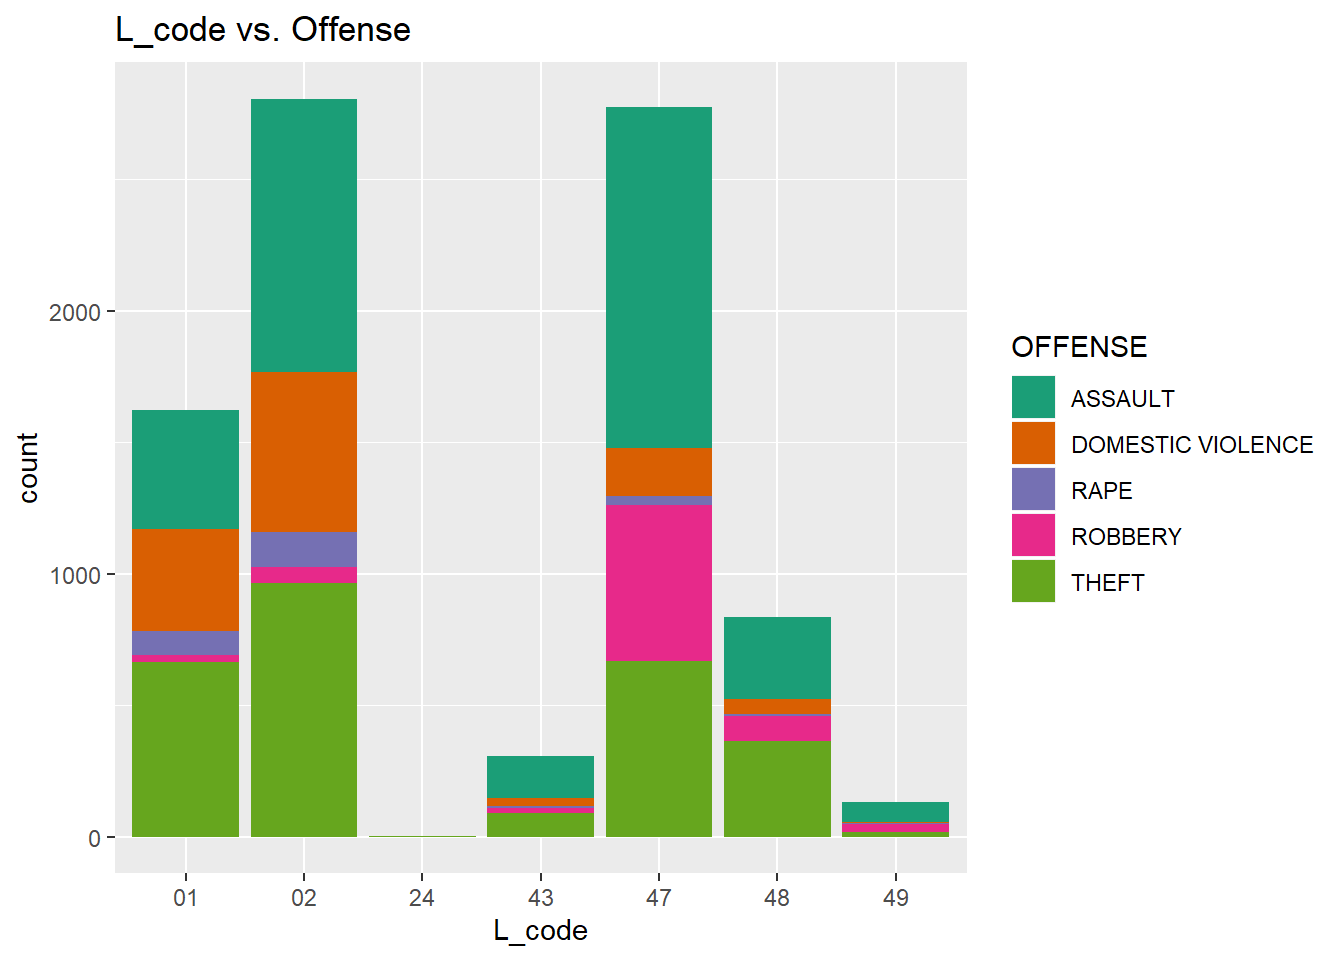 L_code vs. Offense
count
2000
1000
0
01 02 24 43 47 48 49
L_code
OFFENSE
ASSAULT
DOMESTIC VIOLENCE
RAPE
ROBBERY
THEFT